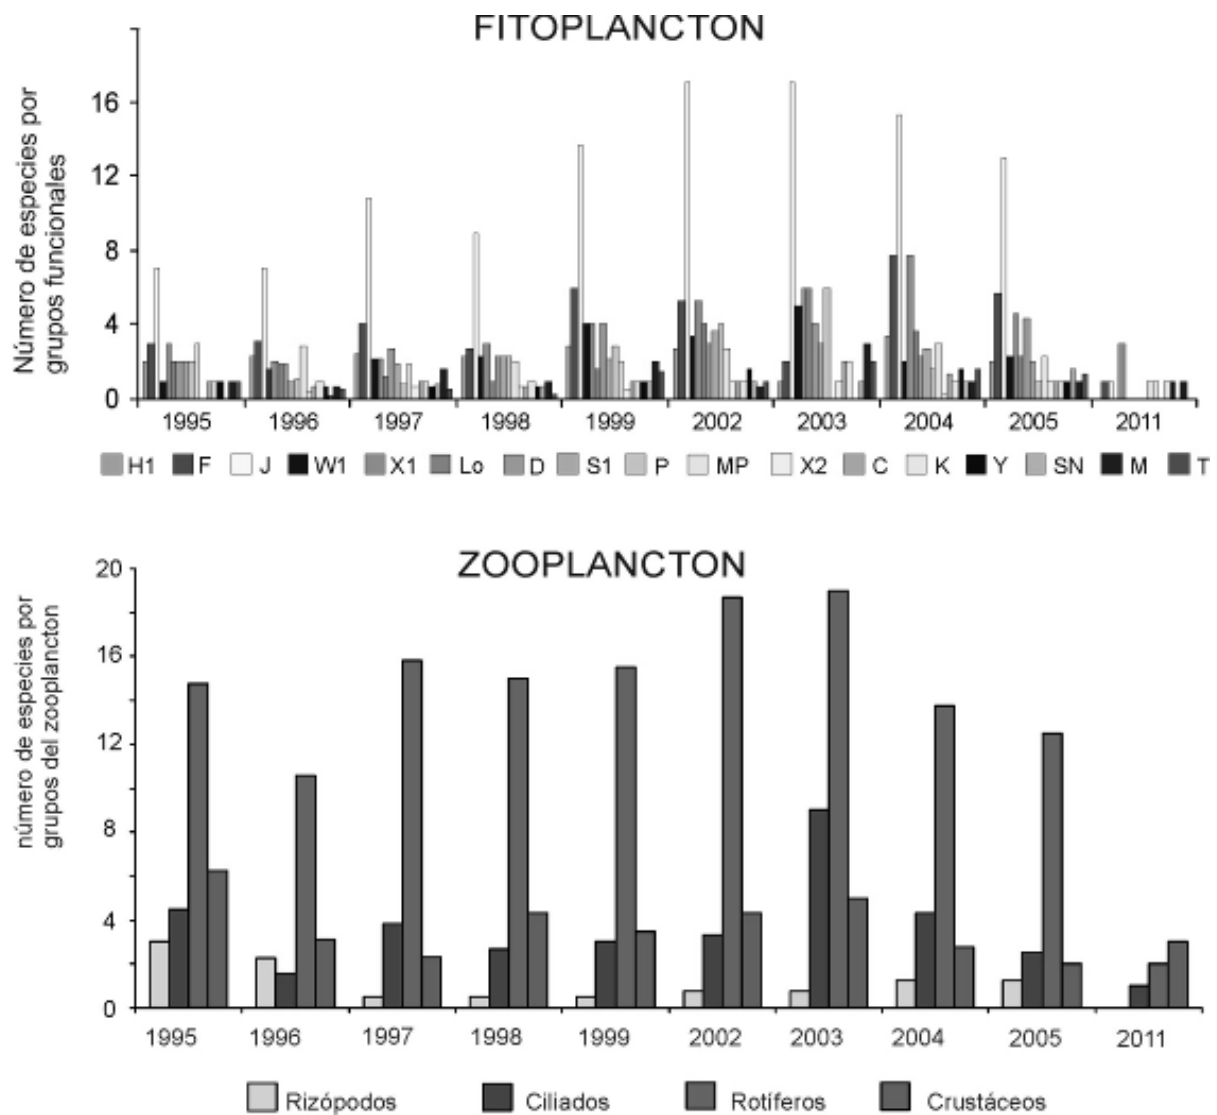 FITOPLANCTON
Número de especies por
grupos funcionales
16
12
8
4
0
1995 1996 1997 1998 1999 2002 2003 2004 2005 2011
H1 F J W1 X1 Lo D S1 P MP X2 C K Y SN M T
ZOOPLANCTON
número de especies por
grupos del zooplancton
20
16
12
8
4
0
1995 1996 1997 1998 1999 2002 2003 2004 2005 2011
Rizópodos Ciliados Rotíferos Crustáceos